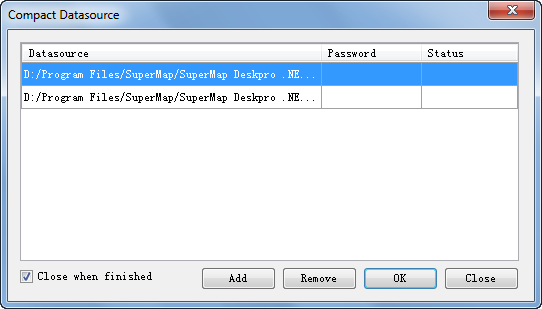 Compact Datasource
Datasource Password Status
D:/Program Files/SuperMap/SuperMap Deskpro .NE...
D:/Program Files/SuperMap/SuperMap Deskpro .NE...
Close when finished Add Remove OK Close